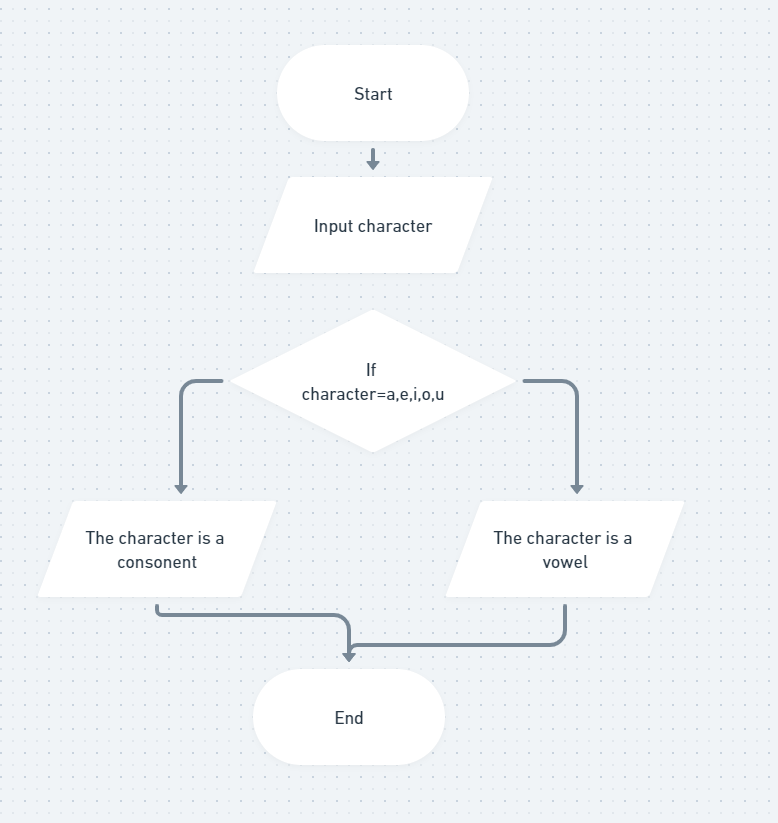 Start
Input character
If
character=a,e,i,o,u
The character is a
consonent
The character is a
vowel
End